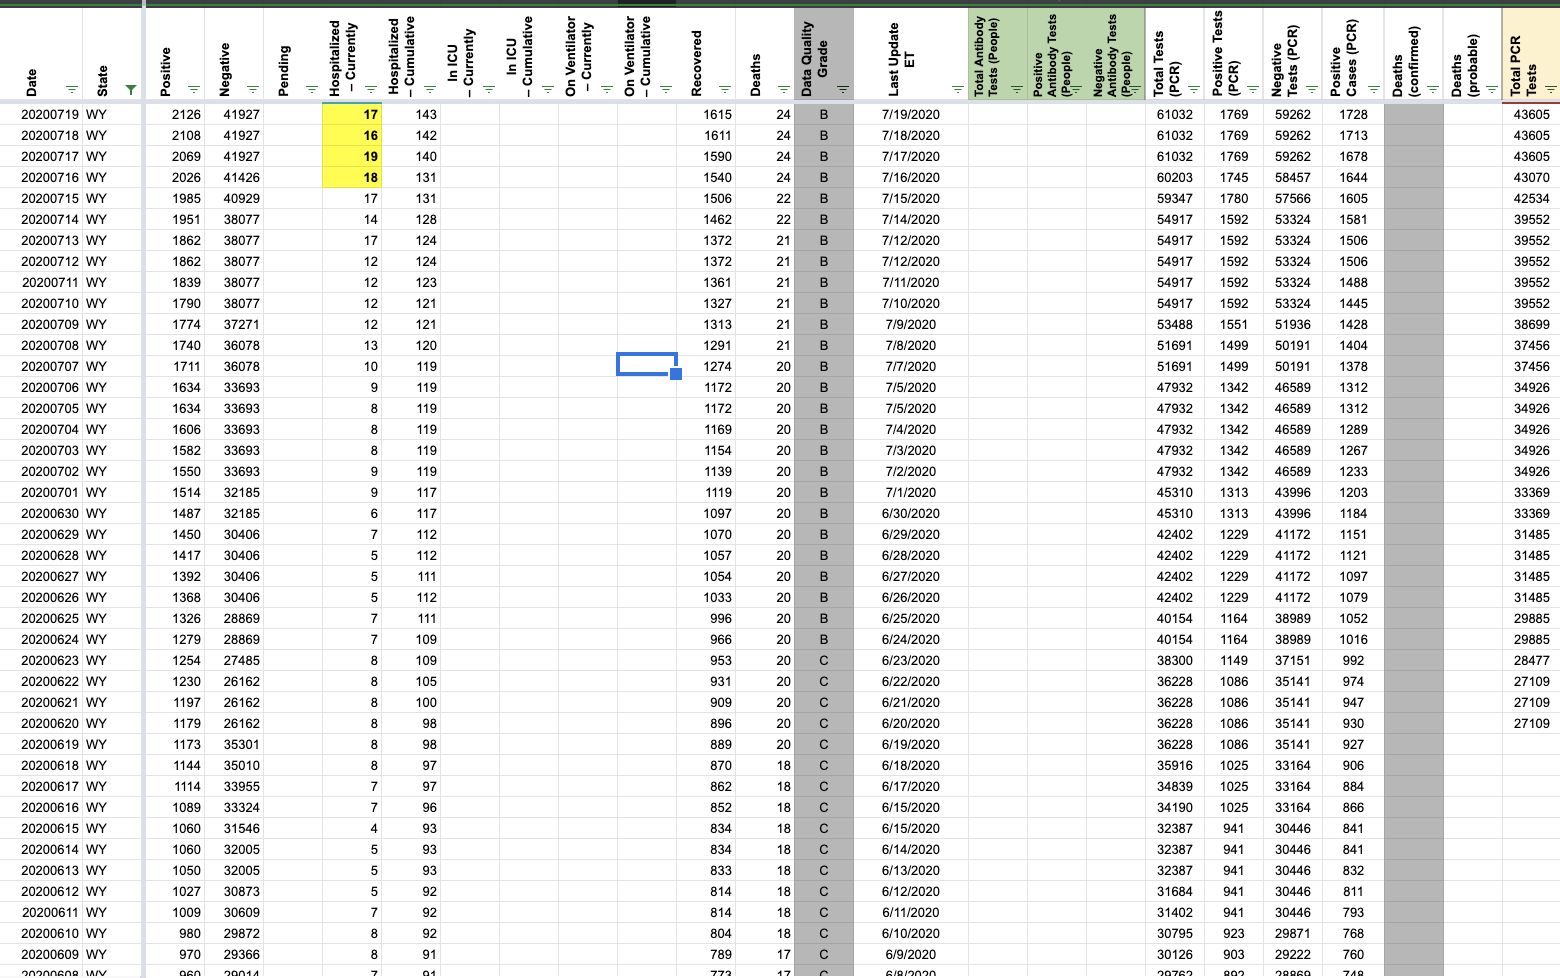 Date State Positive Negative Pending Hospitalized – Currently Hospitalized – Cumulative In ICU – Currently In ICU – Cumulative On Ventilator – Currently On Ventilator – Cumulative Recovered Deaths Data Quality Grade Last Update ET Total Antibody Tests (People) Positive Antibody Tests (People) Negative Antibody Tests (People) Total Tests (PCR) Positive Tests (PCR) Negative Tests (PCR) Positive Cases (PCR) Deaths (confirmed) Deaths (probable) Total PCR Tests
20200719 WY 2126 41927 17 143 1615 24 B 7/19/2020 61032 1769 59262 1728 43605
20200718 WY 2108 41927 16 142 1611 24 B 7/18/2020 61032 1769 59262 1713 43605
20200717 WY 2069 41927 19 140 1590 24 B 7/17/2020 61032 1769 59262 1678 43605
20200716 WY 2026 41426 18 131 1540 24 B 7/16/2020 60203 1745 58457 1644 43070
20200715 WY 1985 40929 17 131 1506 22 B 7/15/2020 59347 1780 57566 1605 42534
20200714 WY 1951 38077 14 128 1462 22 B 7/14/2020 54917 1592 53324 1581 39552
20200713 WY 1862 38077 17 124 1372 21 B 7/12/2020 54917 1592 53324 1506 39552
20200712 WY 1862 38077 12 124 1372 21 B 7/12/2020 54917 1592 53324 1506 39552
20200711 WY 1839 38077 12 123 1361 21 B 7/11/2020 54917 1592 53324 1488 39552
20200710 WY 1790 38077 12 121 1327 21 B 7/10/2020 54917 1592 53324 1445 39552
20200709 WY 1774 37271 12 121 1313 21 B 7/9/2020 53488 1551 51936 1428 38699
20200708 WY 1740 36078 13 120 1291 21 B 7/8/2020 51691 1499 50191 1404 37456
20200707 WY 1711 36078 10 119 1274 20 B 7/7/2020 51691 1499 50191 1378 37456
20200706 WY 1634 33693 9 119 1172 20 B 7/5/2020 47932 1342 46589 1312 34926
20200705 WY 1634 33693 8 119 1172 20 B 7/5/2020 47932 1342 46589 1312 34926
20200704 WY 1606 33693 8 119 1169 20 B 7/4/2020 47932 1342 46589 1289 34926
20200703 WY 1582 33693 8 119 1154 20 B 7/3/2020 47932 1342 46589 1267 34926
20200702 WY 1550 33693 9 119 1139 20 B 7/2/2020 47932 1342 46589 1233 34926
20200701 WY 1514 32185 9 117 1119 20 B 7/1/2020 45310 1313 43996 1203 33369
20200630 WY 1487 32185 6 117 1097 20 B 6/30/2020 45310 1313 43996 1184 33369
20200629 WY 1450 30406 7 112 1070 20 B 6/29/2020 42402 1229 41172 1151 31485
20200628 WY 1417 30406 5 112 1057 20 B 6/28/2020 42402 1229 41172 1121 31485
20200627 WY 1392 30406 5 111 1054 20 B 6/27/2020 42402 1229 41172 1097 31485
20200626 WY 1368 30406 5 112 1033 20 B 6/26/2020 42402 1229 41172 1079 31485
20200625 WY 1326 28869 7 111 996 20 B 6/25/2020 40154 1164 38989 1052 29885
20200624 WY 1279 28869 7 109 966 20 B 6/24/2020 40154 1164 38989 1016 29885
20200623 WY 1254 27485 8 109 953 20 C 6/23/2020 38300 1149 37151 992 28477
20200622 WY 1230 26162 8 105 931 20 C 6/22/2020 36228 1086 35141 974 27109
20200621 WY 1197 26162 8 100 909 20 C 6/21/2020 36228 1086 35141 947 27109
20200620 WY 1179 26162 8 98 896 20 C 6/20/2020 36228 1086 35141 930 27109
20200619 WY 1173 35301 8 98 889 20 C 6/19/2020 36228 1086 35141 927
20200618 WY 1144 35010 8 97 870 18 C 6/18/2020 35916 1025 33164 906
20200617 WY 1114 33955 7 97 862 18 C 6/17/2020 34839 1025 33164 884
20200616 WY 1089 33324 7 96 852 18 C 6/15/2020 34190 1025 33164 866
20200615 WY 1060 31546 4 93 834 18 C 6/15/2020 32387 941 30446 841
20200614 WY 1060 32005 5 93 834 18 C 6/14/2020 32387 941 30446 841
20200613 WY 1050 32005 5 93 833 18 C 6/13/2020 32387 941 30446 832
20200612 WY 1027 30873 5 92 814 18 C 6/12/2020 31684 941 30446 811
20200611 WY 1009 30609 7 92 814 18 C 6/11/2020 31402 941 30446 793
20200610 WY 980 29872 8 92 804 18 C 6/10/2020 30795 923 29871 768
20200609 WY 970 29366 8 91 789 17 C 6/9/2020 30126 903 29222 760
20200608 WY 960 29014 7 91 773 17 C 6/8/2020 29762 892 28869 748